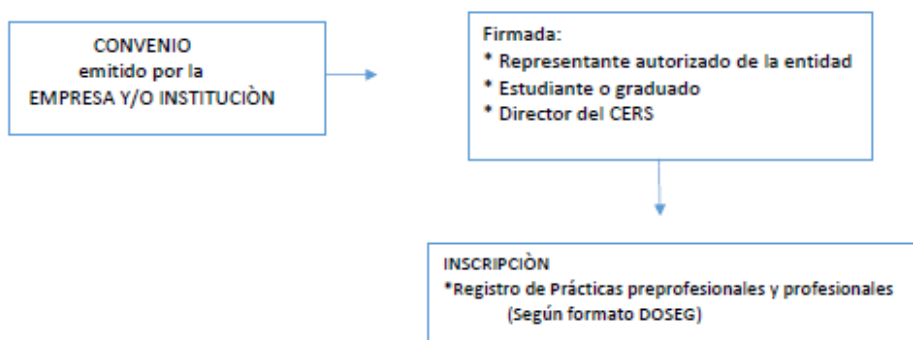 CONVENIO
emitido por la
EMPRESA Y/O INSTITUCIÒN
Firmada:
* Representante autorizado de la entidad
* Estudiante o graduado
* Director del CERS
INSCRIPCIÒN
*Registro de Prácticas preprofesionales y profesionales
(Según formato DOSEG)